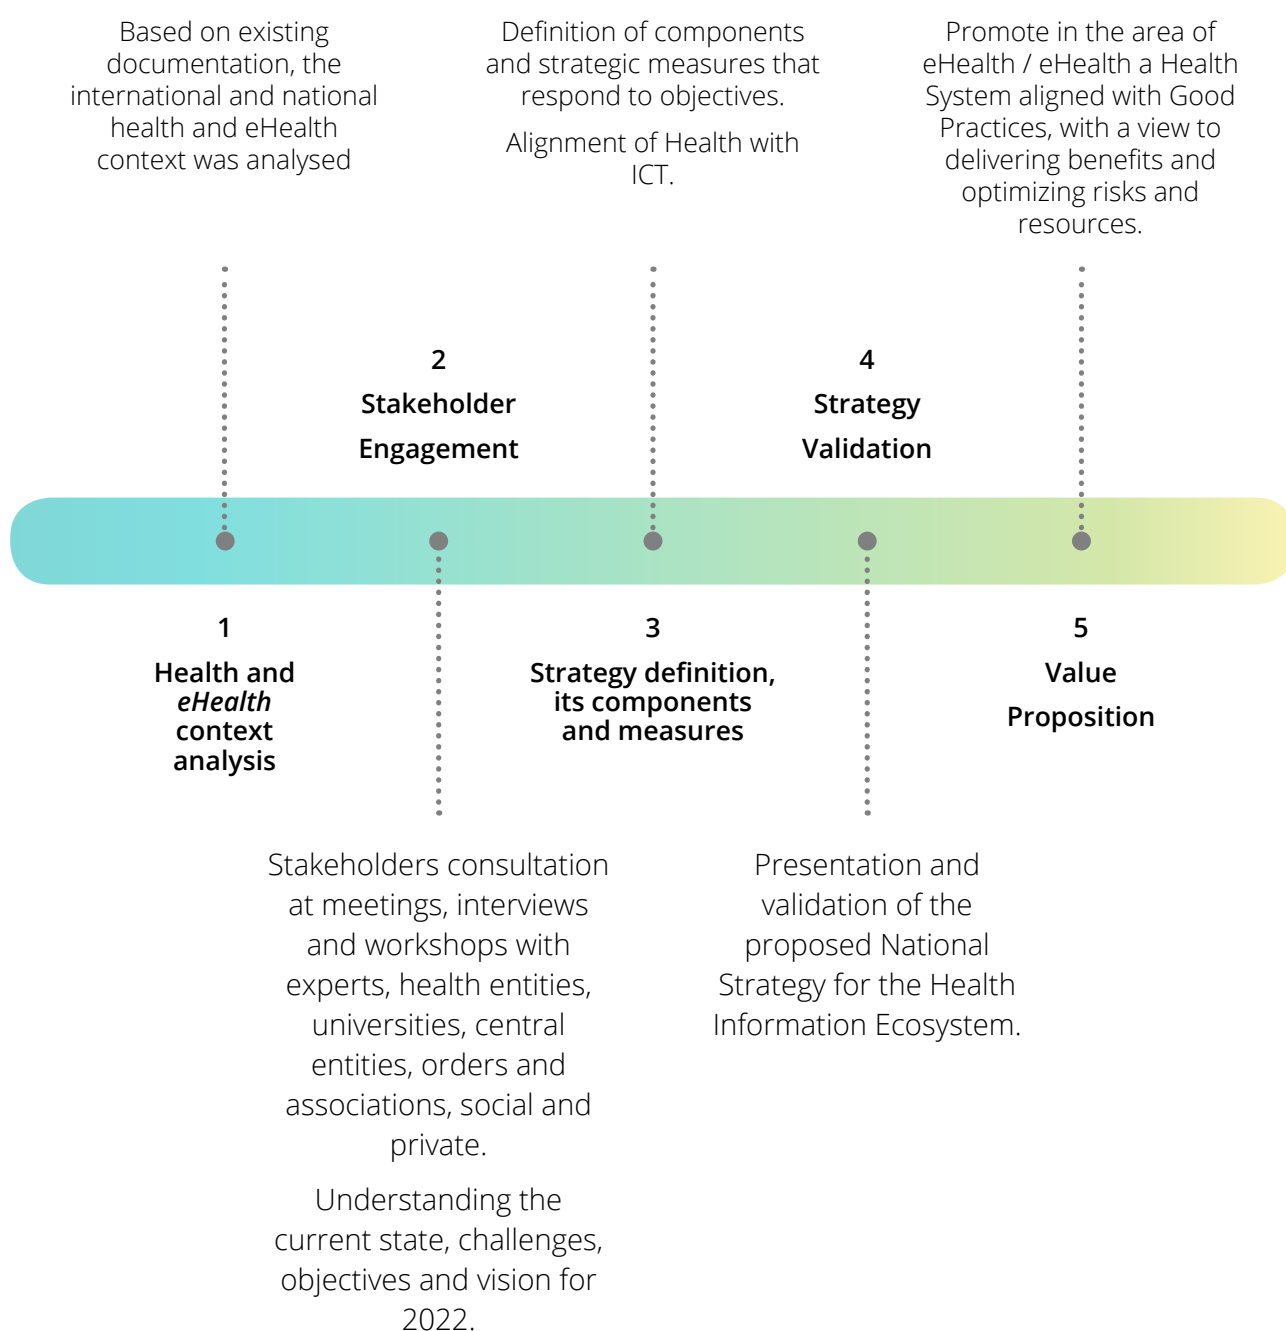 Based on existing
documentation, the
international and national
health and eHealth
context was analysed
Definition of components
and strategic measures that
respond to objectives.
Alignment of Health with
ICT.
Promote in the area of
eHealth / eHealth a Health
System aligned with Good
Practices, with a view to
delivering benefits and
optimizing risks and
resources.
2
Stakeholder
Engagement
4
Strategy
Validation
1
Health and
eHealth
context
analysis
3
Strategy definition,
its components
and measures
5
Value
Proposition
Stakeholders consultation
at meetings, interviews
and workshops with
experts, health entities,
universities, central
entities, orders and
associations, social and
private.
Understanding the
current state, challenges,
objectives and vision for
2022.
Presentation and
validation of the
proposed National
Strategy for the Health
Information Ecosystem.